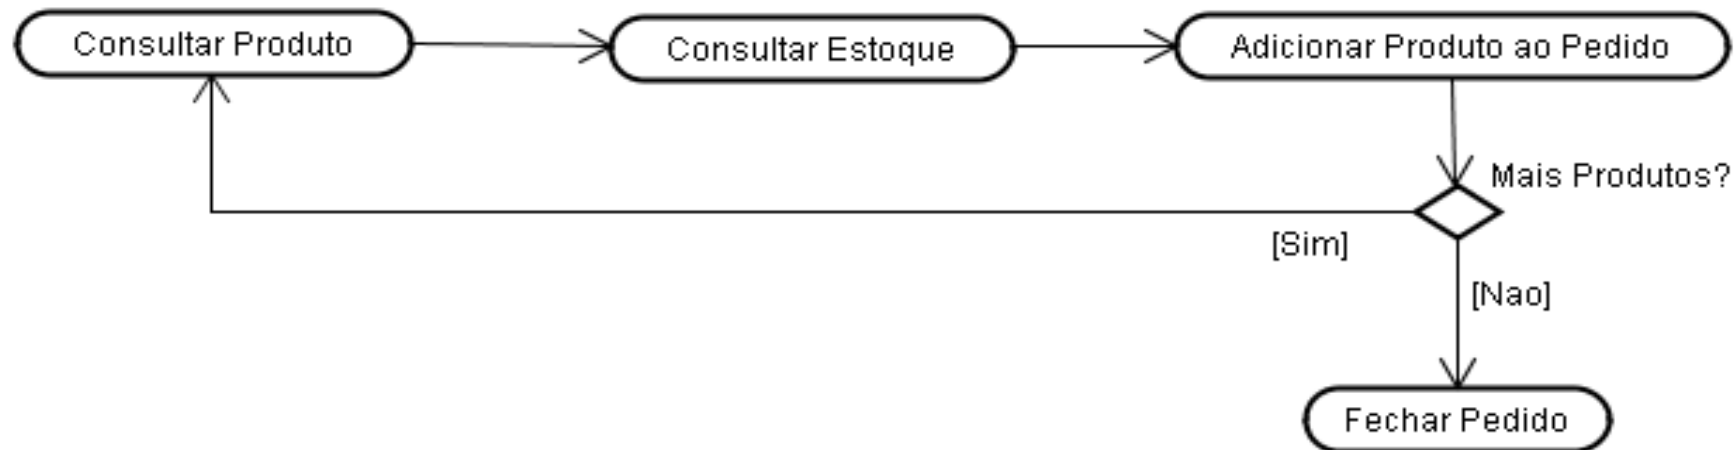 Consultar Produto
Consultar Estoque
Adicionar Produto ao Pedido
Mais Produtos?
[Sim]
[Nao]
Fechar Pedido